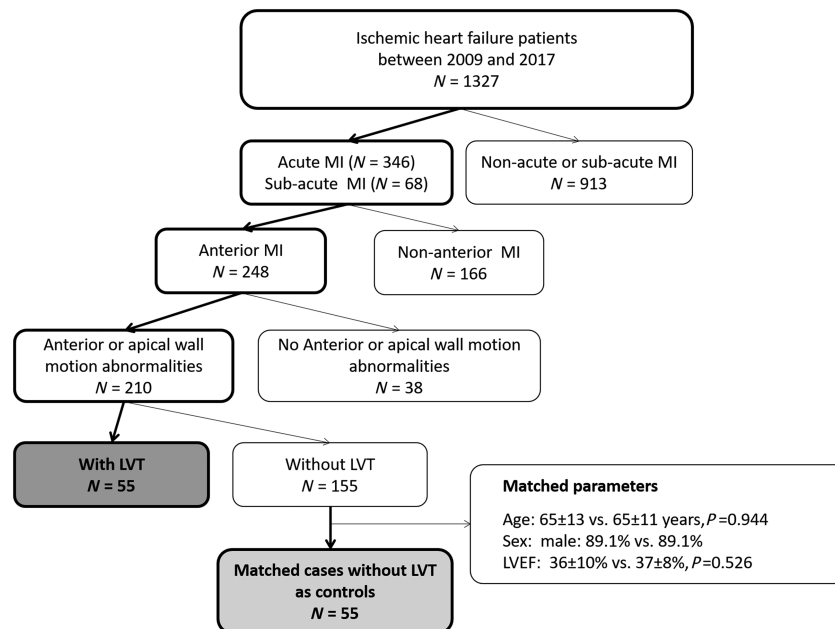 Ischemic heart failure patients
between 2009 and 2017
N = 1327
Acute MI (N = 346)
Sub-acute MI (N = 68)
Non-acute or sub-acute MI
N = 913
Anterior MI
N = 248
Non-anterior MI
N = 166
Anterior or apical wall
motion abnormalities
N = 210
No Anterior or apical wall motion
abnormalities
N = 38
With LVT
N = 55
Without LVT
N = 155
Matched parameters
Age: 65±13 vs. 65±11 years, P=0.944
Sex: male: 89.1% vs. 89.1%
LVEF: 36±10% vs. 37±8%, P=0.526
Matched cases without LVT
as controls
N = 55